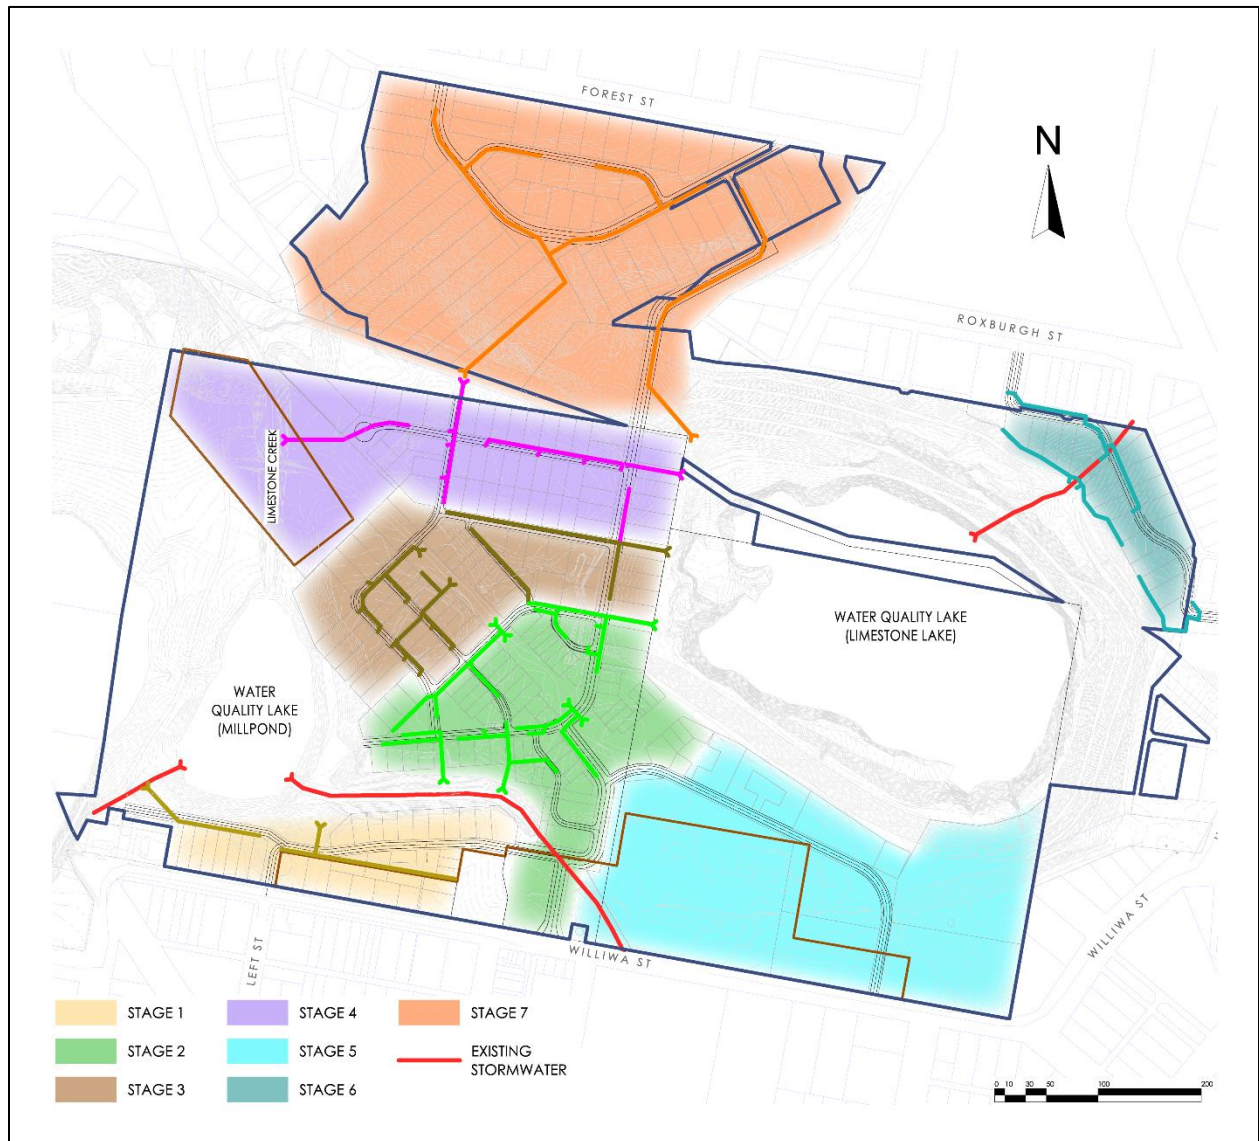 FOREST ST
N
ROXBURGH ST
LIMESTONE CREEK
WATER QUALITY LAKE
(LIMESTONE LAKE)
WATER
QUALITY LAKE
(MILLPOND)
WILLIWA ST
LEFT ST
WILLIWA ST
STAGE 1
STAGE 4
STAGE 7
STAGE 2
STAGE 5
EXISTING
STORMWATER
STAGE 3
STAGE 6
0 10 30 50 100 200